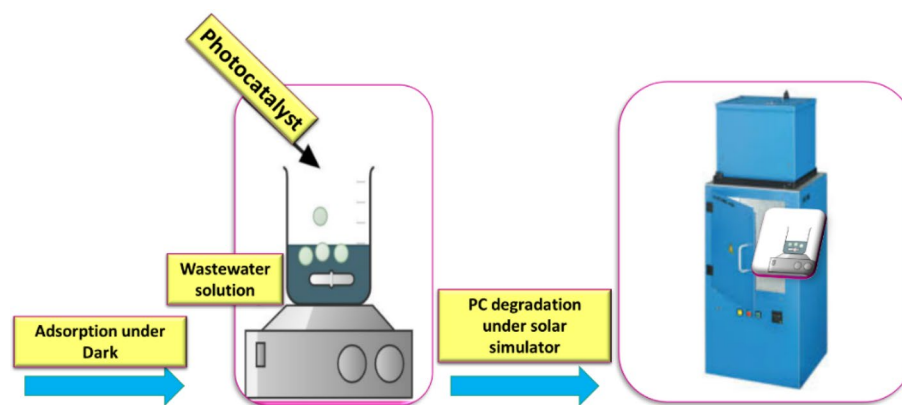 Photocatalyst
Wastewater
solution
Adsorption under
Dark
PC degradation
under solar
simulator